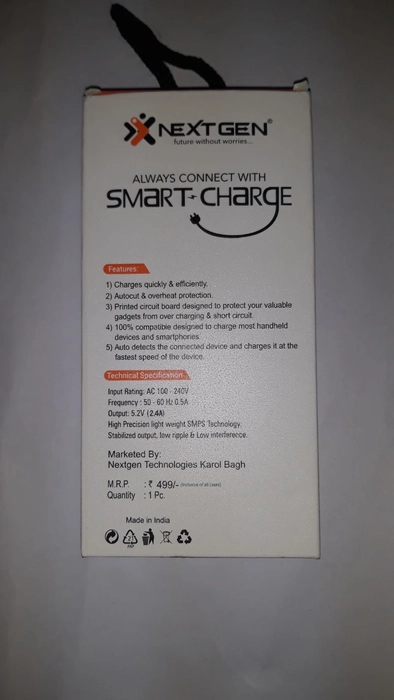 NEXTGEN®
future without worries...
ALWAYS CONNECT WITH
SMART-CHARGE
Features:
1) Charges quickly & efficiently.
2) Autocut & overheat protection.
3) Printed circuit board designed to protect your valuable
gadgets from over charging & short circuit.
4) 100% compatible designed to charge most handheld
devices and smartphones.
5) Auto detects the connected device and charges it at the
fastest speed of the device.
Technical Specification
Input Rating: AC 100 - 240V
Frequency : 50 - 60 Hz 0.5A
Output: 5.2V (2.4A)
High Precision light weight SMPS Technology.
Stabilized output, low ripple & Low interference.
Marketed By:
Nextgen Technologies Karol Bagh
M.R.P. : ₹ 499/- (Inclusive of all taxes)
Quantity : 1 Pc.
Made in India